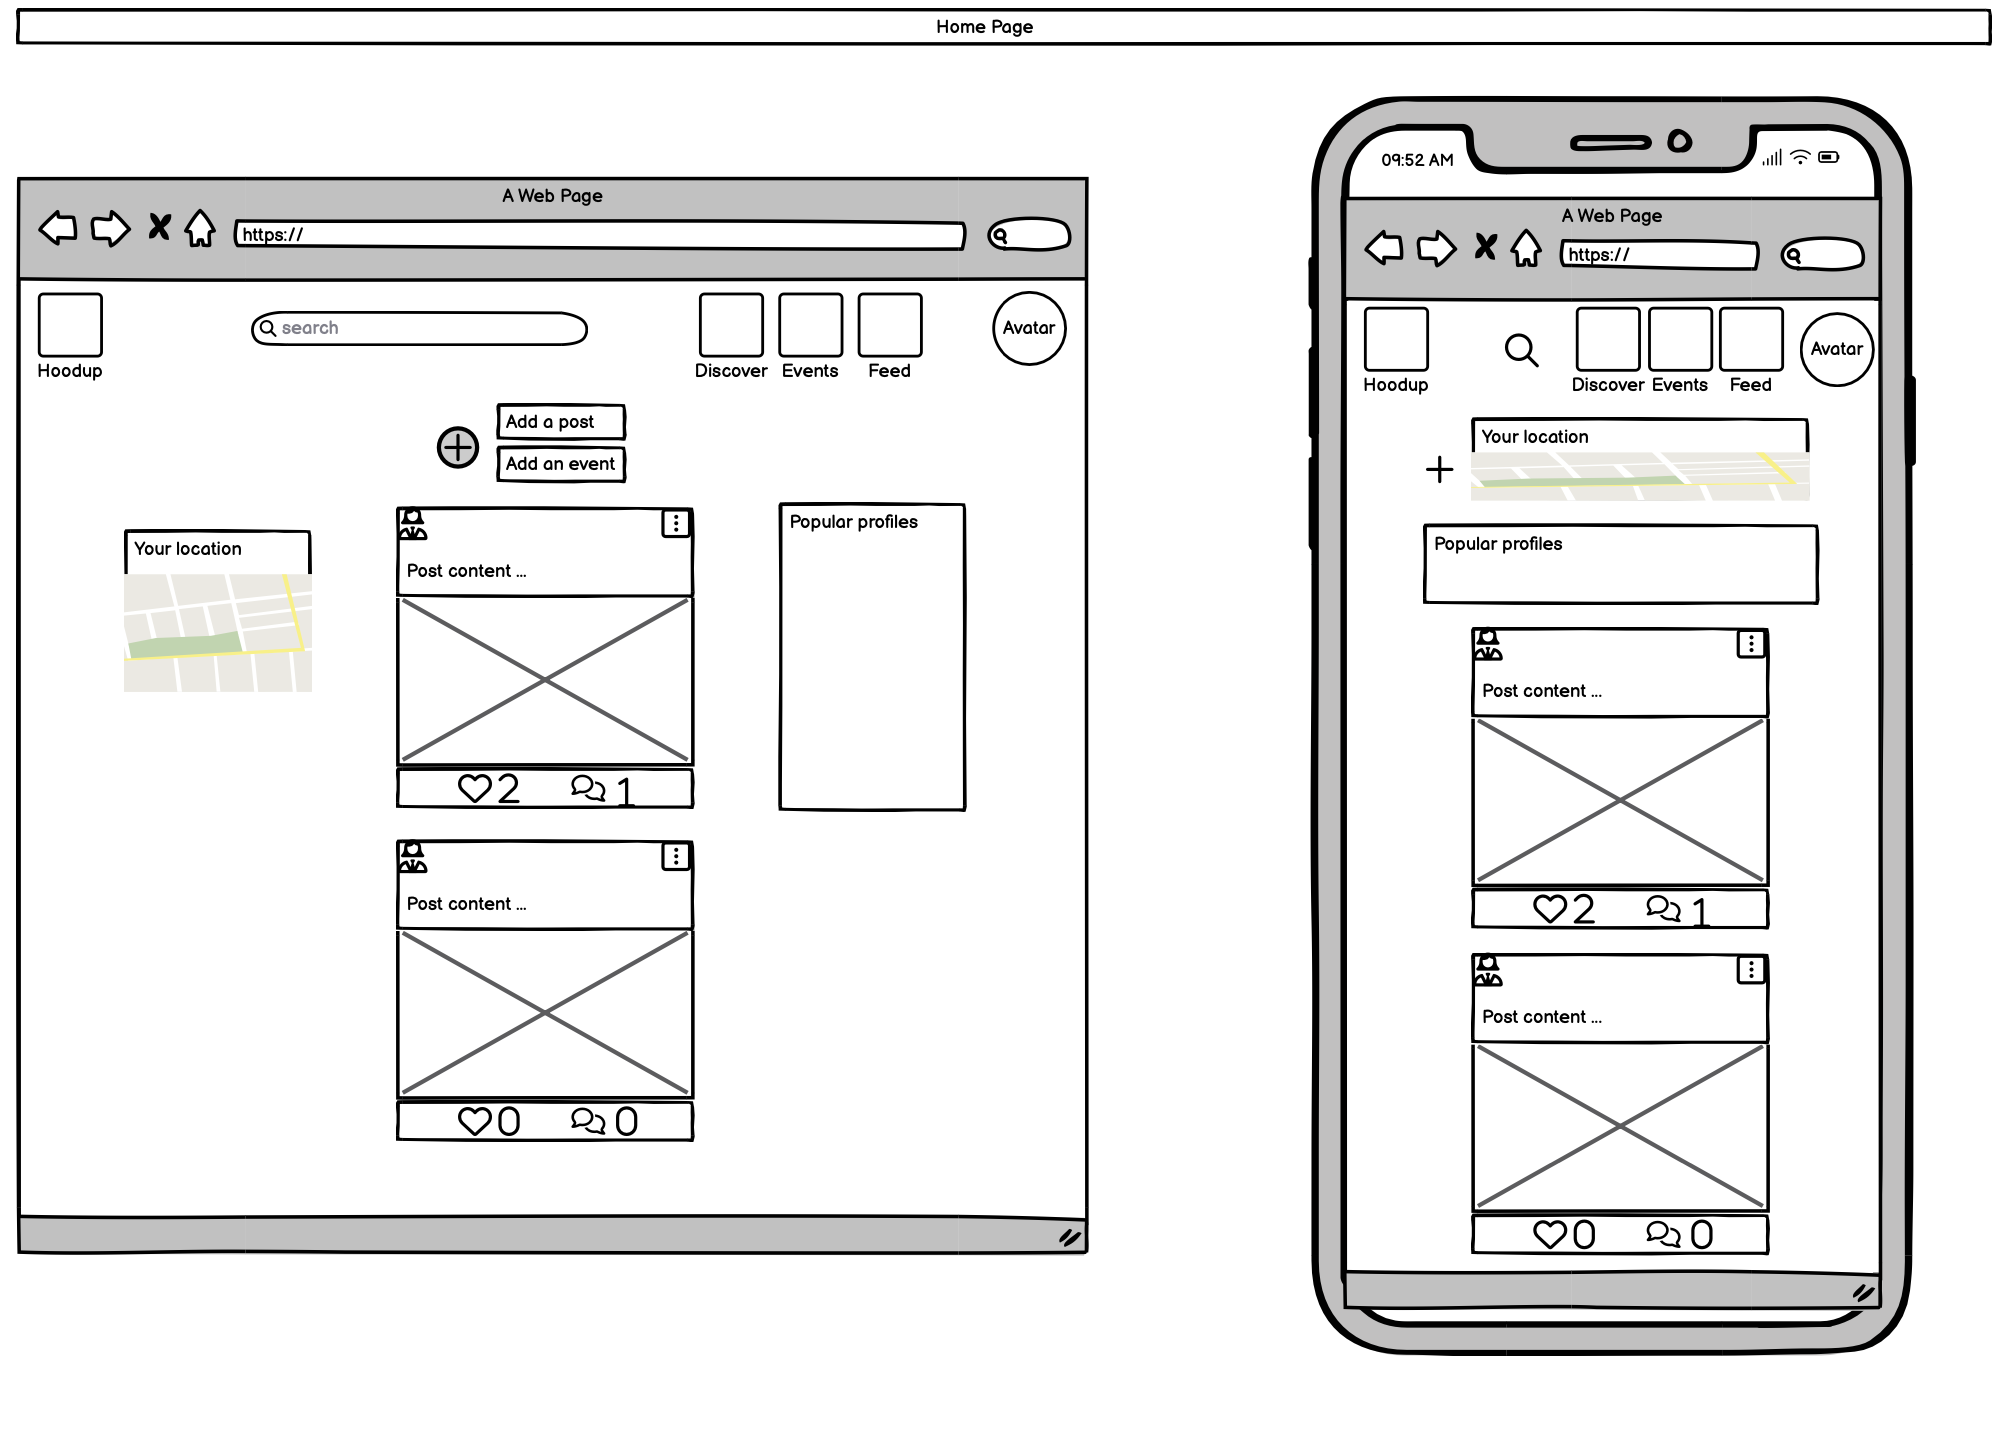 Home Page
A Web Page
https://
search
Hoodup
Discover
Events
Feed
Avatar
Add a post
Add an event
Your location
Post content ...
2
1
Popular profiles
Post content ...
0
0
09:52 AM
A Web Page
https://
Hoodup
Discover
Events
Feed
Avatar
Your location
Popular profiles
Post content ...
2
1
Post content ...
0
0